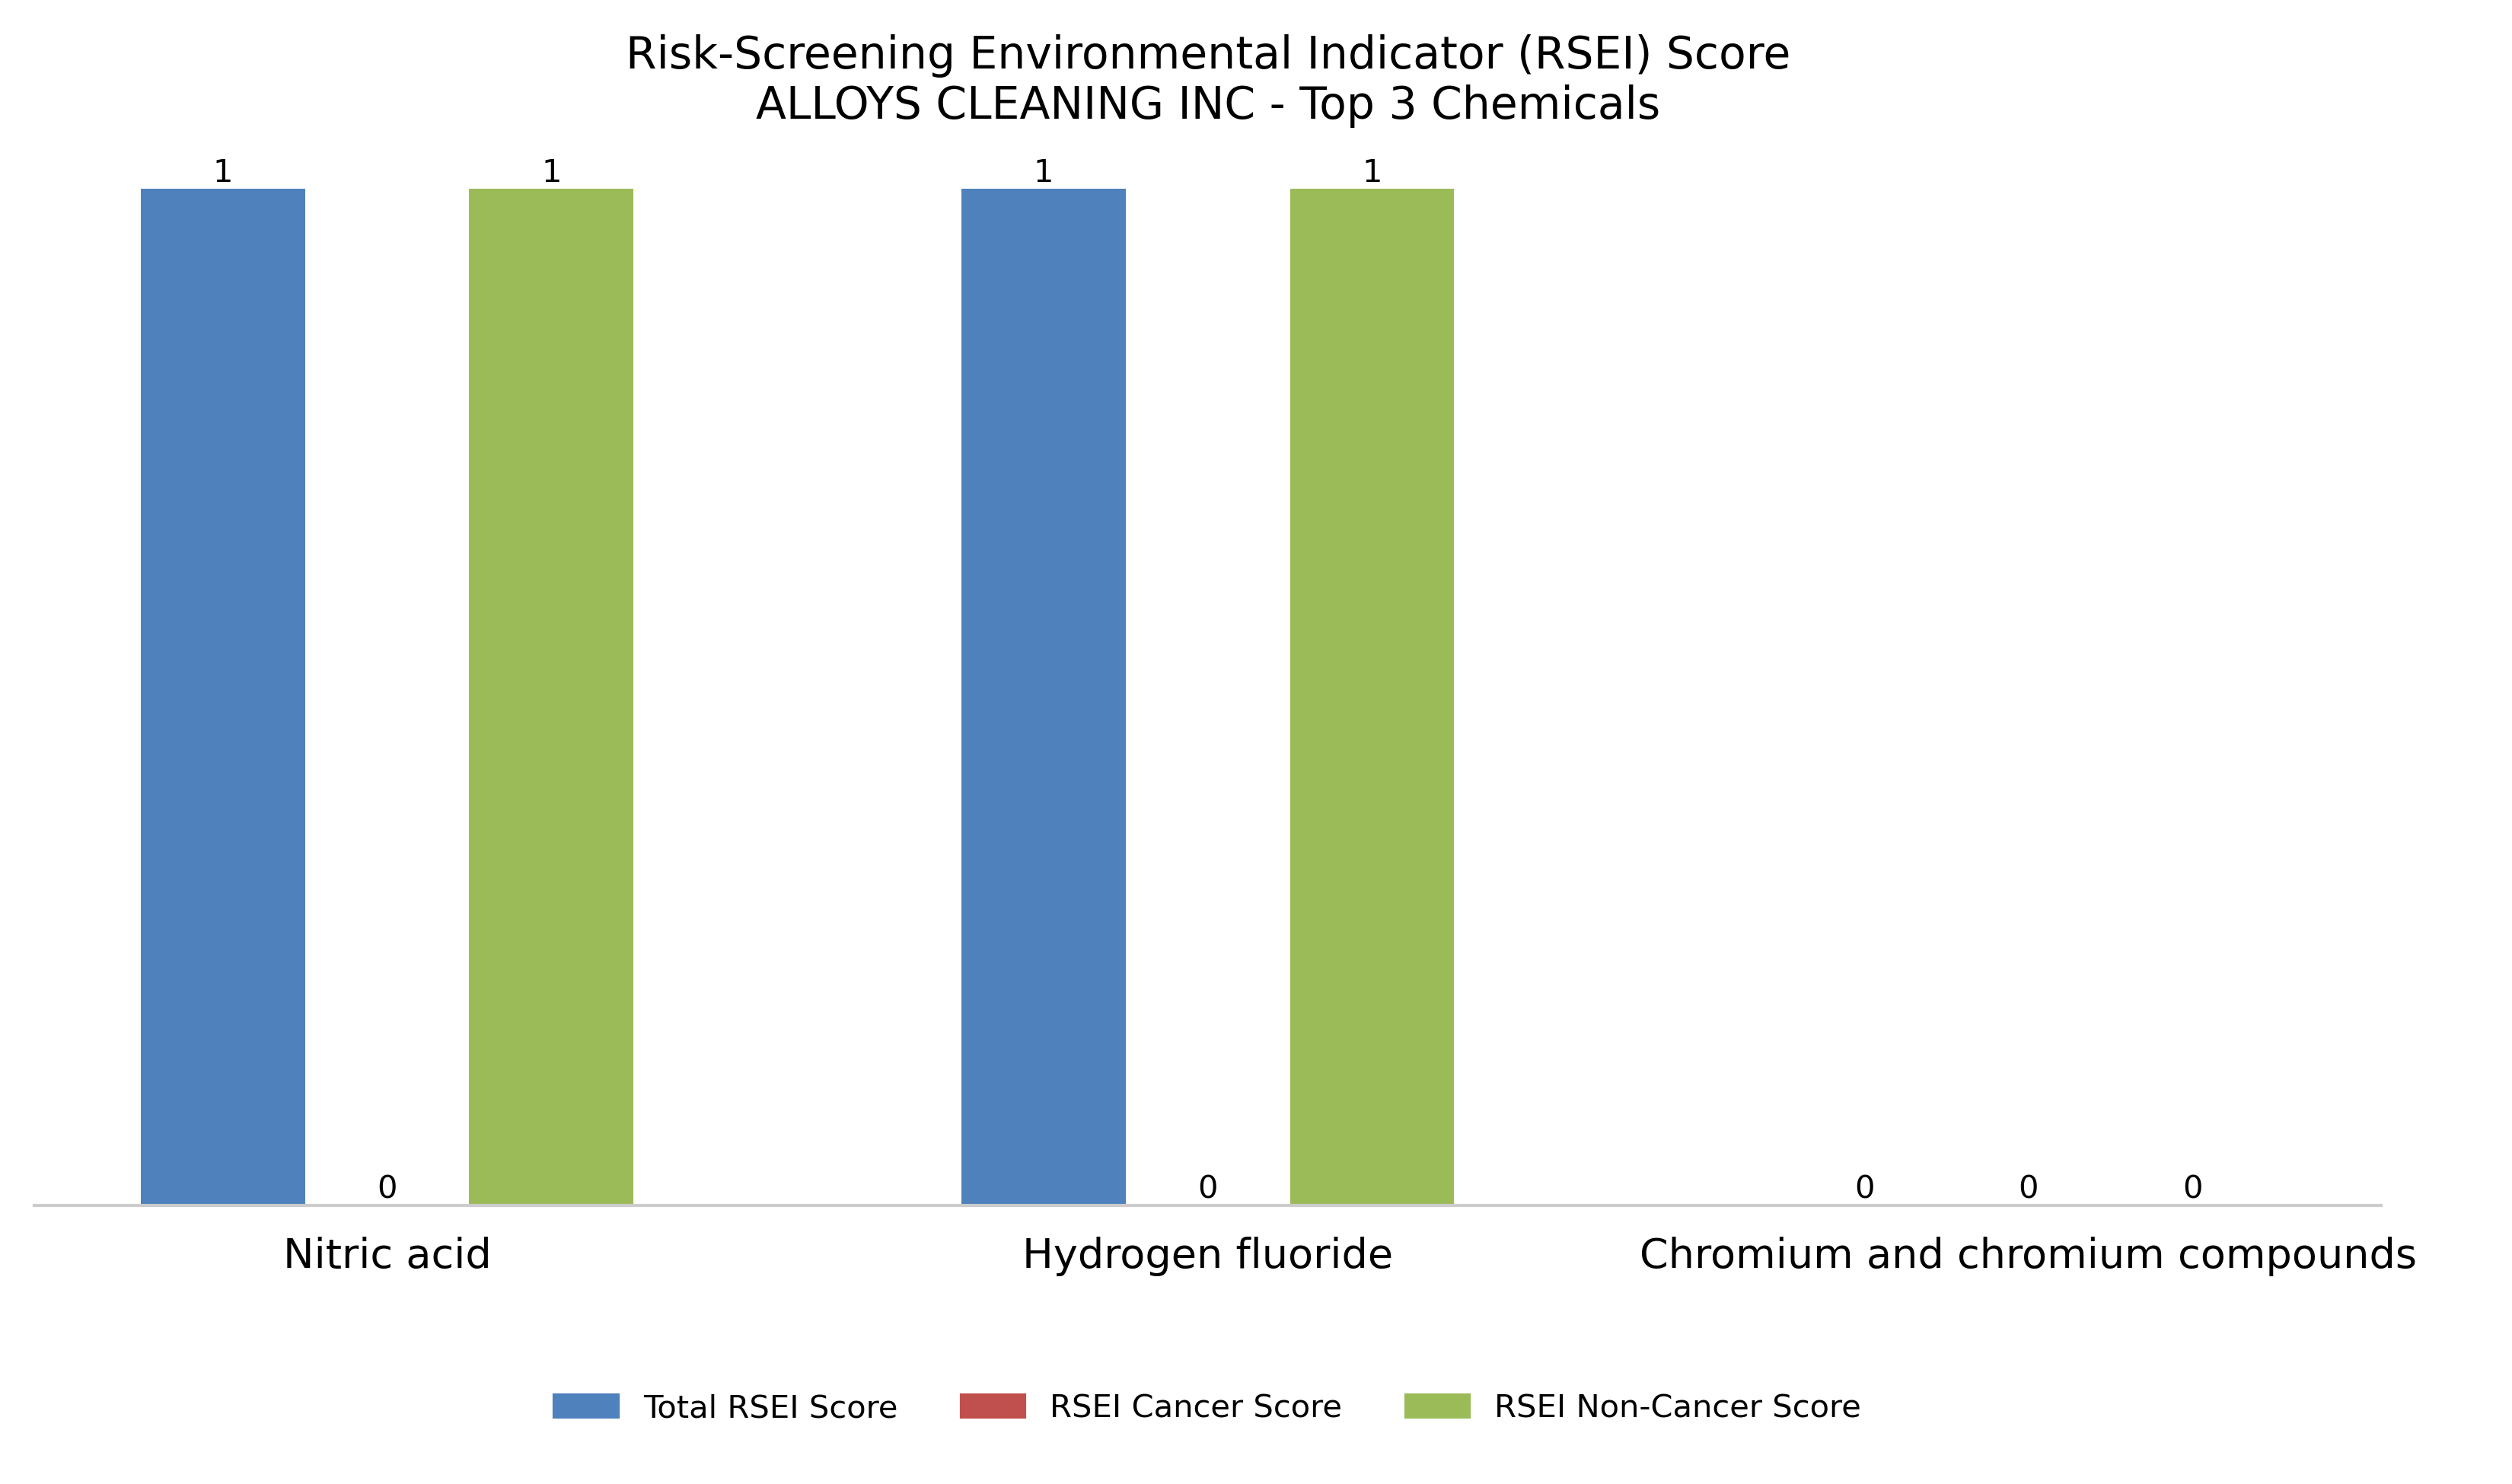 Risk-Screening Environmental Indicator (RSEI) Score
ALLOYS CLEANING INC - Top 3 Chemicals
1 1 1 1
0 0 0 0 0
Nitric acid Hydrogen fluoride Chromium and chromium compounds
Total RSEI Score RSEI Cancer Score RSEI Non-Cancer Score